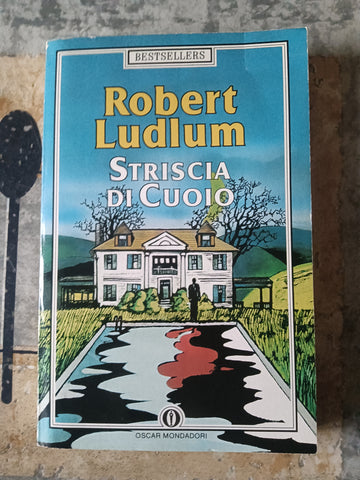 BESTSELLERS
Robert
Ludlum
STRISCIA
DI CUOIO
OSCAR MONDADORI